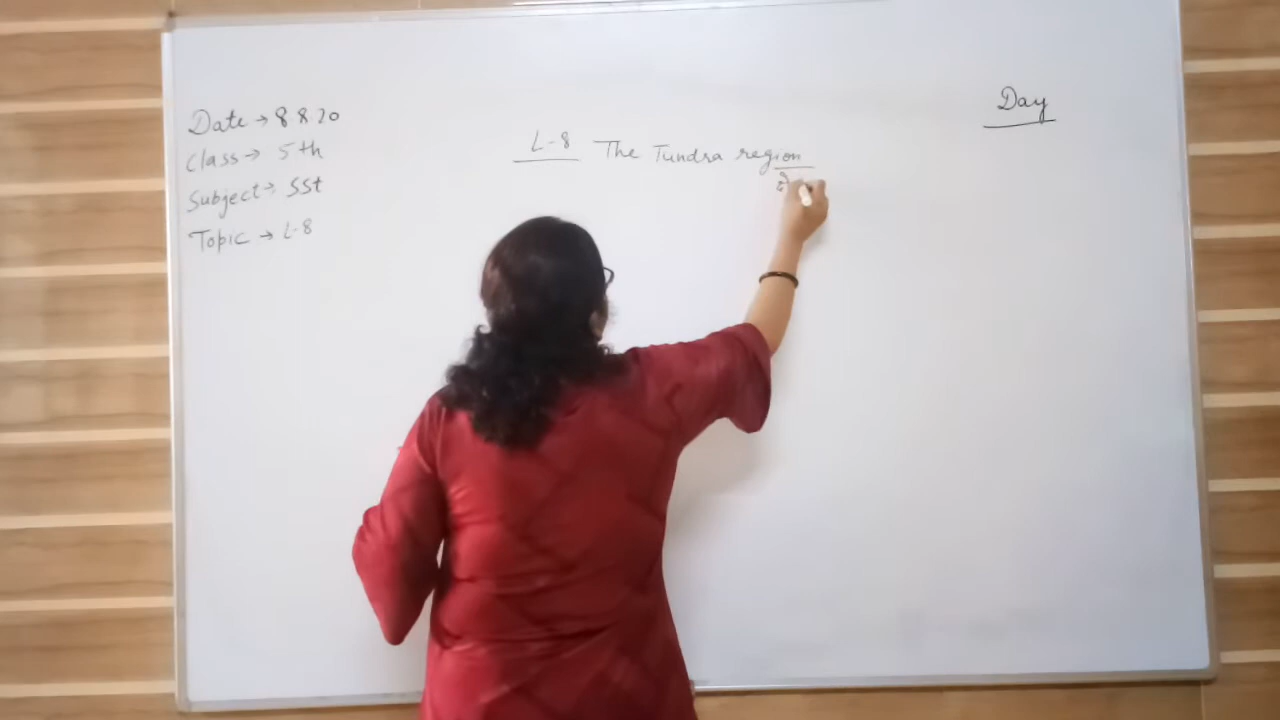 Date → 8 8 20
Class → 5th
Subject → SSt
Topic → L-8
L-8 The Tundra region
Day